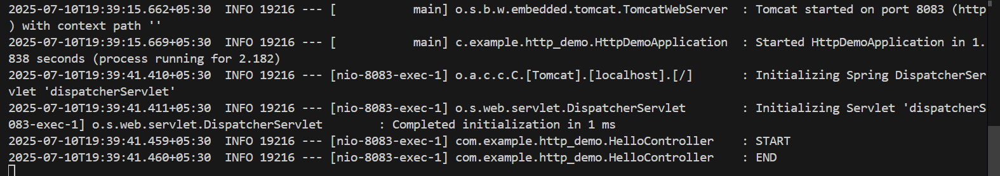 2025-07-10T19:39:15.662+05:30  INFO 19216 --- [           main] o.s.b.w.embedded.tomcat.TomcatWebServer  : Tomcat started on port 8083 (http
) with context path ''
2025-07-10T19:39:15.669+05:30  INFO 19216 --- [           main] c.example.http_demo.HttpDemoApplication  : Started HttpDemoApplication in 1.
838 seconds (process running for 2.182)
2025-07-10T19:39:41.410+05:30  INFO 19216 --- [nio-8083-exec-1] o.a.c.c.C.[Tomcat].[localhost].[/]       : Initializing Spring DispatcherSer
vlet 'dispatcherServlet'
2025-07-10T19:39:41.411+05:30  INFO 19216 --- [nio-8083-exec-1] o.s.web.servlet.DispatcherServlet        : Initializing Servlet 'dispatcherS
083-exec-1] o.s.web.servlet.DispatcherServlet        : Completed initialization in 1 ms
2025-07-10T19:39:41.459+05:30  INFO 19216 --- [nio-8083-exec-1] com.example.http_demo.HelloController    : START
2025-07-10T19:39:41.460+05:30  INFO 19216 --- [nio-8083-exec-1] com.example.http_demo.HelloController    : END